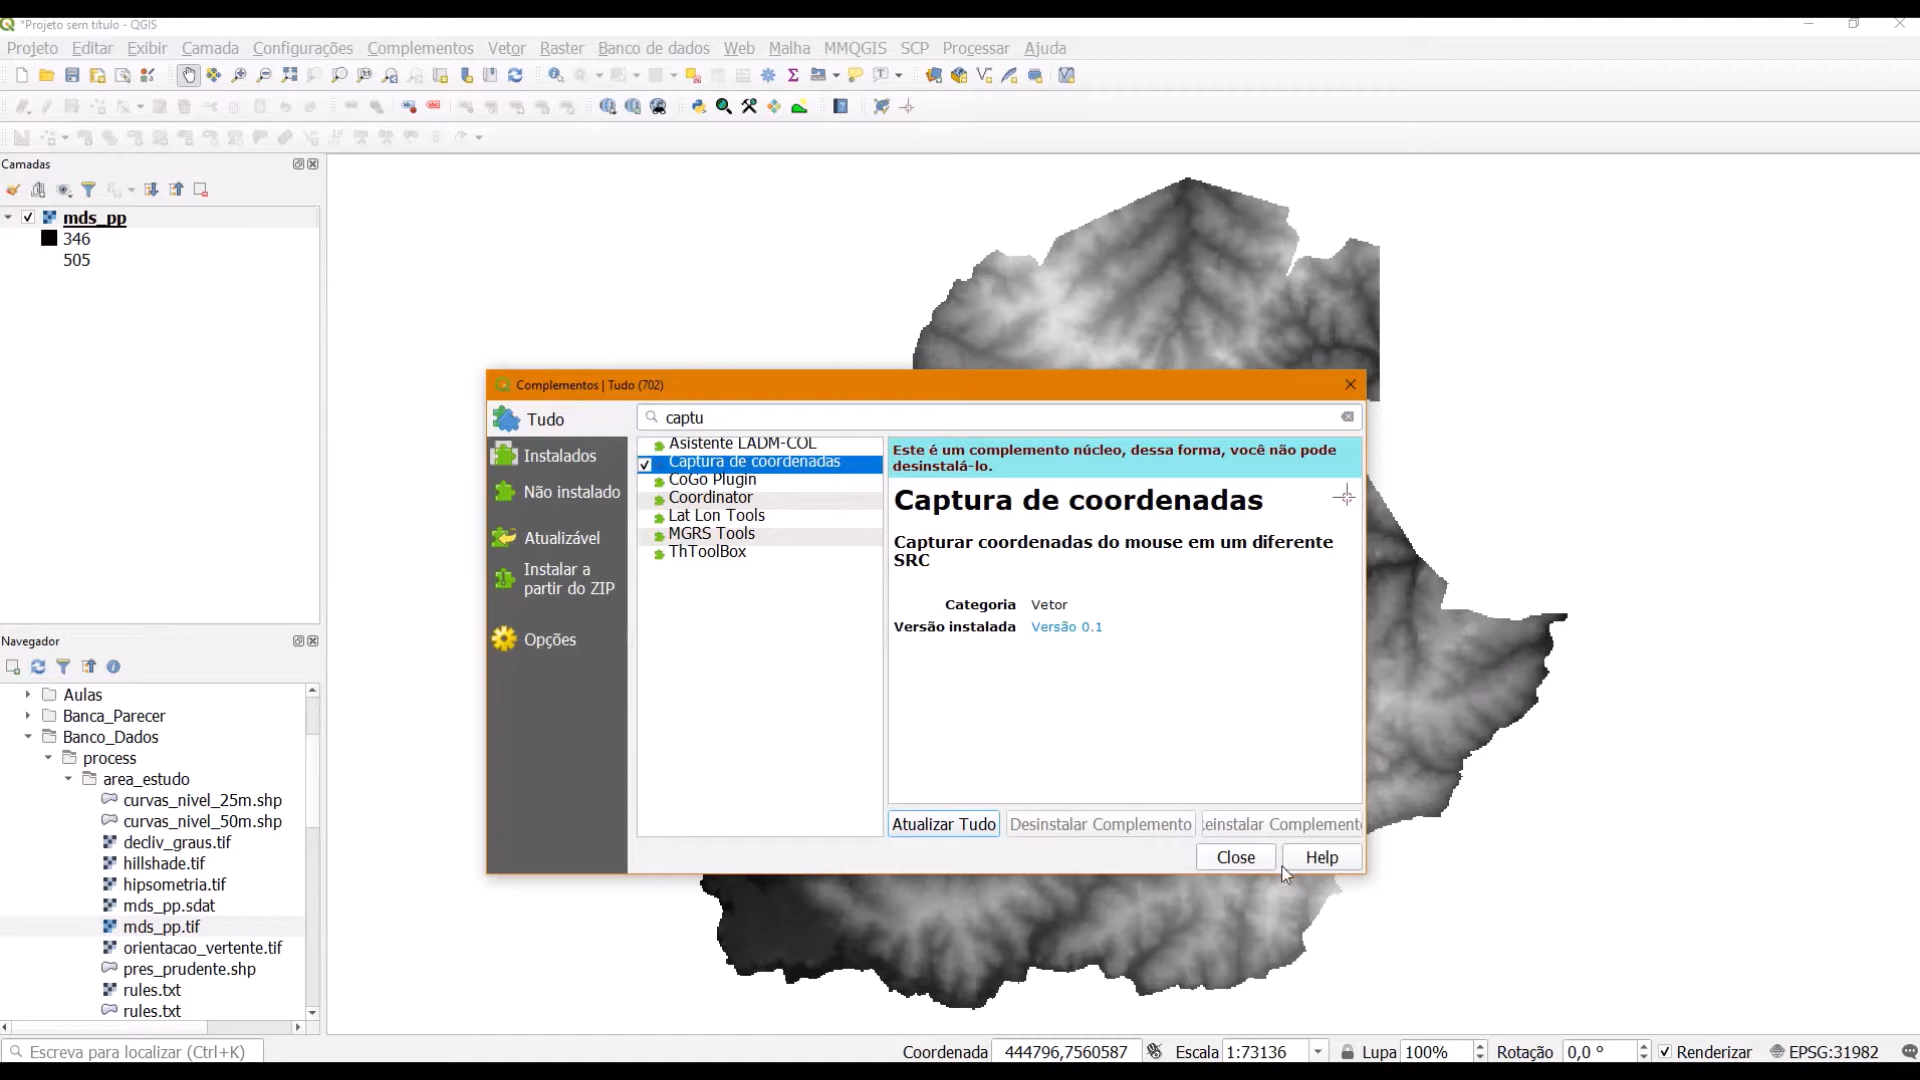 *Projeto sem título - QGIS
Projeto Editar Exibir Camada Configurações Complementos Vetor Raster Banco de dados Web Malha MMQGIS SCP Processar Ajuda
Camadas
mds_pp
346
505
Complementos | Tudo (702)
Tudo
captu
Instalados
Não instalado
Atualizável
Instalar a
partir do ZIP
Opções
Asistente LADM-COL
Captura de coordenadas
CoGo Plugin
Coordinator
Lat Lon Tools
MGRS Tools
ThToolBox
Este é um complemento núcleo, dessa forma, você não pode
desinstalá-lo.
Captura de coordenadas
Capturar coordenadas do mouse em um diferente
SRC
Categoria Vetor
Versão instalada Versão 0.1
Atualizar Tudo Desinstalar Complemento einstalar Complement
Close Help
Navegador
Aulas
Banca_Parecer
Banco_Dados
process
area_estudo
curvas_nivel_25m.shp
curvas_nivel_50m.shp
decliv_graus.tif
hillshade.tif
hipsometria.tif
mds_pp.sdat
mds_pp.tif
orientacao_vertente.tif
pres_prudente.shp
rules.txt
rules.txt
Escreva para localizar (Ctrl+K) Coordenada 444796,7560587 Escala 1:73136 Lupa 100% Rotação 0,0 ° Renderizar EPSG:31982